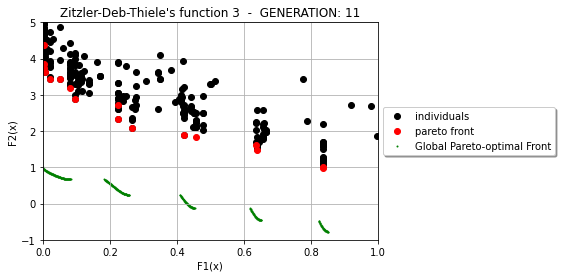 Zitzler-Deb-Thiele's function 3 - GENERATION: 11
5
4
3
2
1
0
-1
F2(x)
0.0 0.2 0.4 0.6 0.8 1.0
F1(x)
individuals
pareto front
Global Pareto-optimal Front